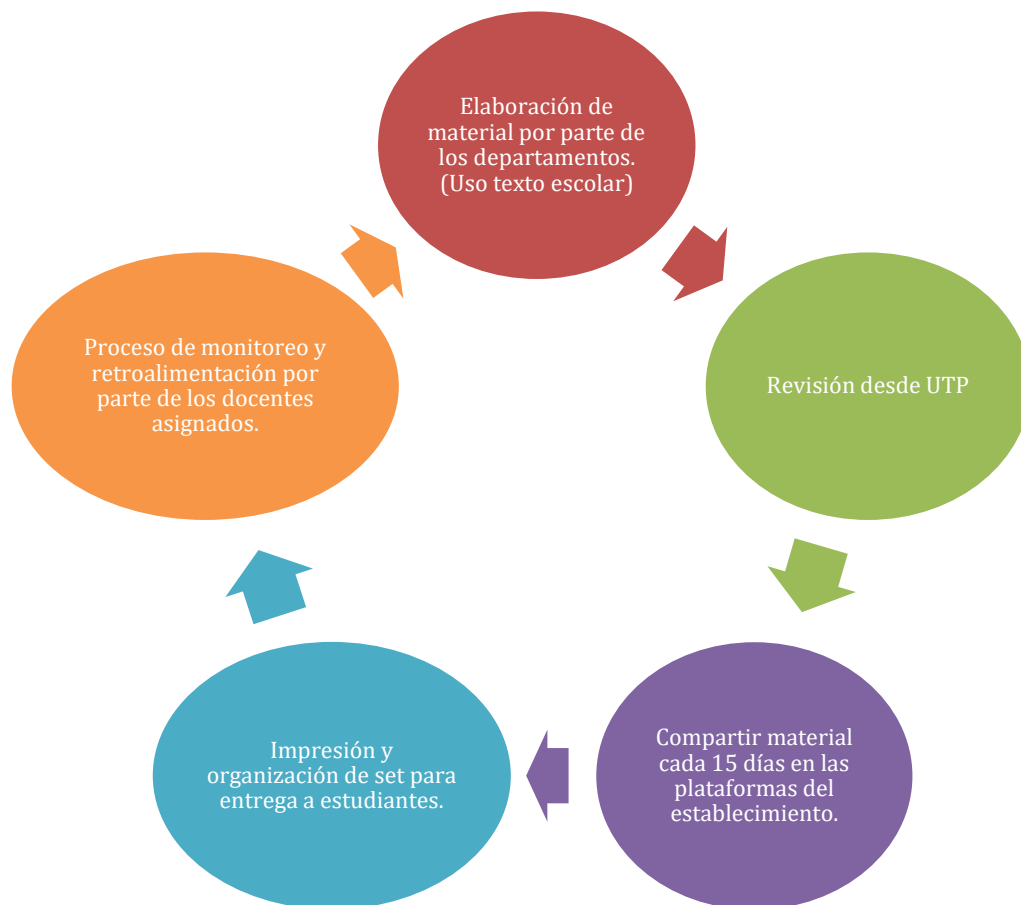 Elaboración de
material por parte de
los departamentos.
(Uso texto escolar)
Revisión desde UTP
Compartir material
cada 15 días en las
plataformas del
establecimiento.
Impresión y
organización de set para
entrega a estudiantes.
Proceso de monitoreo y
retroalimentación por
parte de los docentes
asignados.